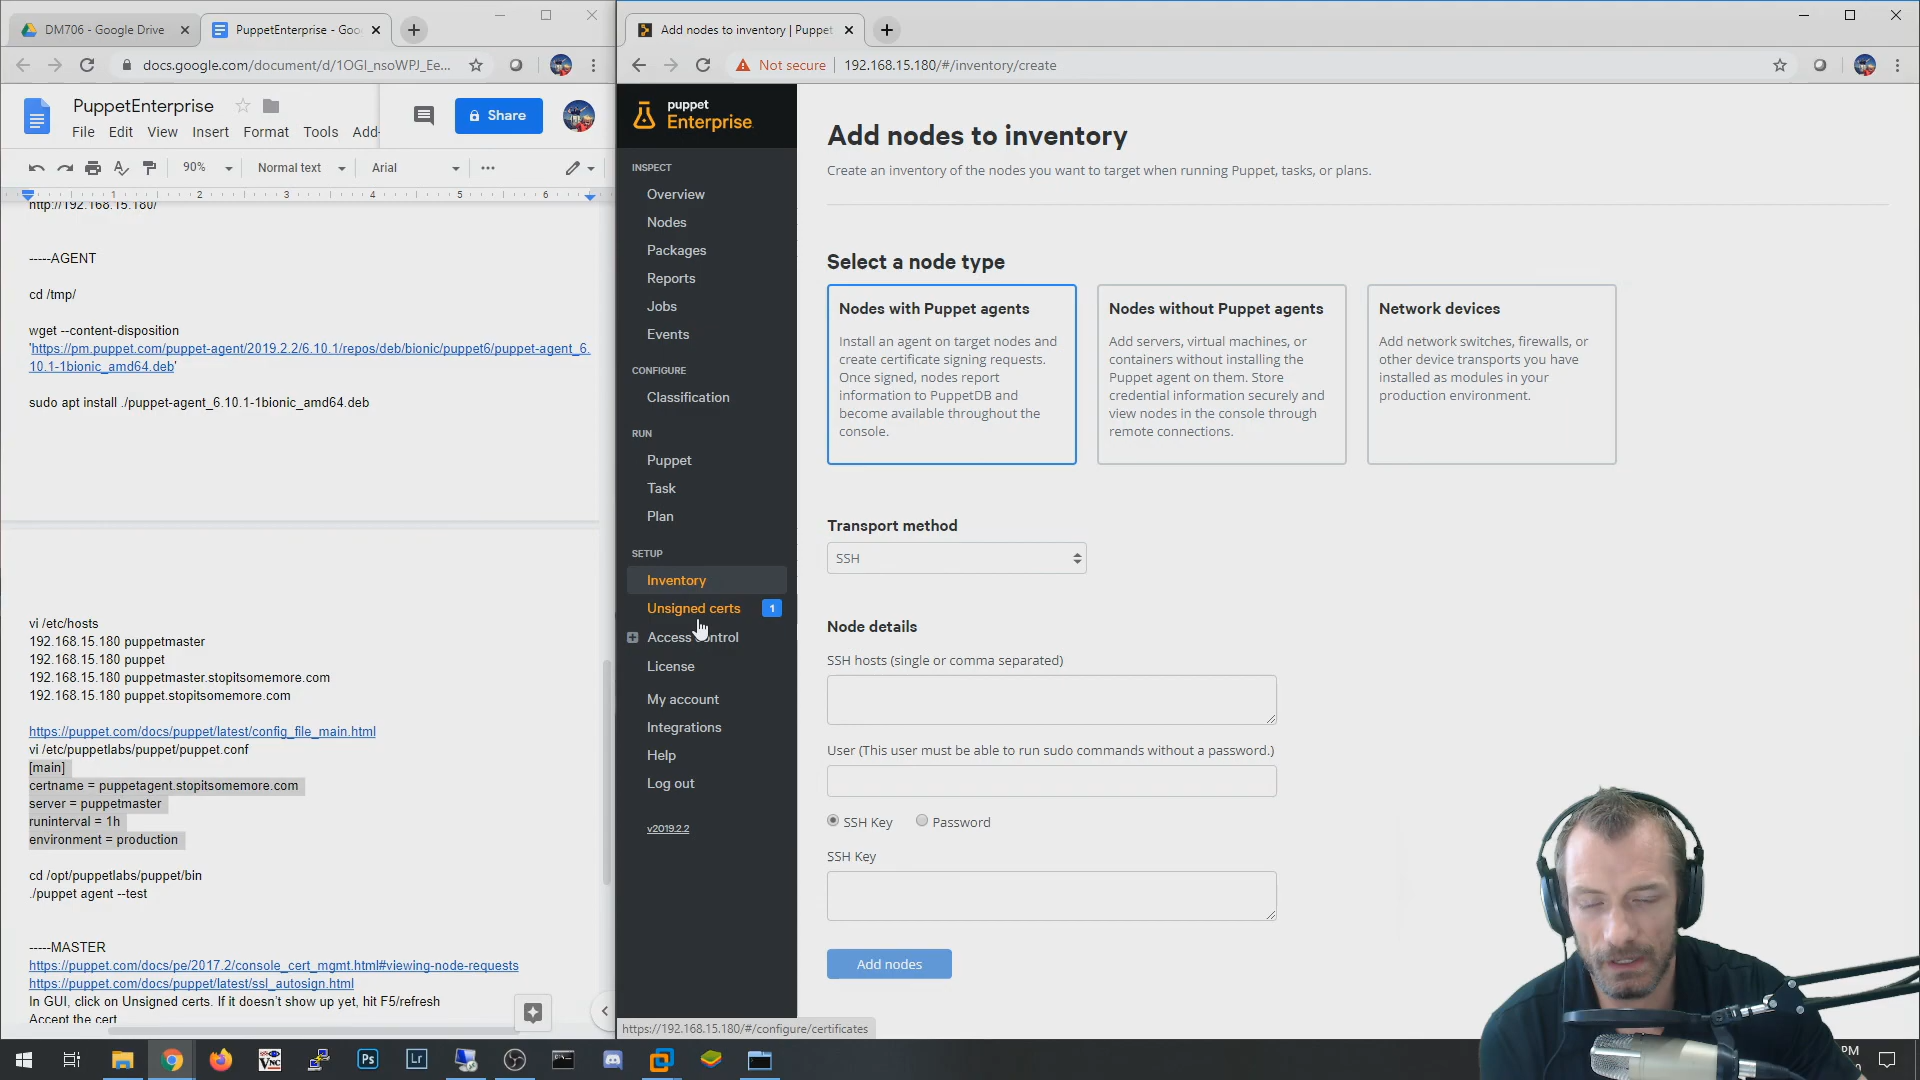 DM706 - Google Drive
PuppetEnterprise - Goo
docs.google.com/document/d/1OGI_nsoWPJ_Ee...
PuppetEnterprise
Share
File Edit View Insert Format Tools Add-
90% Normal text Arial
1 2 3 4 5 6
http://192.168.15.180/
-----AGENT
cd /tmp/
wget --content-disposition
'https://pm.puppet.com/puppet-agent/2019.2.2/6.10.1/repos/deb/bionic/puppet6/puppet-agent_6.
10.1-1bionic_amd64.deb'
sudo apt install ./puppet-agent_6.10.1-1bionic_amd64.deb
vi /etc/hosts
192.168.15.180 puppetmaster
192.168.15.180 puppet
192.168.15.180 puppetmaster.stopitsomemore.com
192.168.15.180 puppet.stopitsomemore.com
https://puppet.com/docs/puppet/latest/config_file_main.html
vi /etc/puppetlabs/puppet/puppet.conf
[main]
certname = puppetagent.stopitsomemore.com
server = puppetmaster
runinterval = 1h
environment = production
cd /opt/puppetlabs/puppet/bin
./puppet agent --test
-----MASTER
https://puppet.com/docs/pe/2017.2/console_cert_mgmt.html#viewing-node-requests
https://puppet.com/docs/puppet/latest/ssl_autosign.html
In GUI, click on Unsigned certs. If it doesn't show up yet, hit F5/refresh
Accept the cert
Add nodes to inventory | Puppet
Not secure 192.168.15.180/#/inventory/create
puppet
Enterprise
INSPECT
Overview
Nodes
Packages
Reports
Jobs
Events
CONFIGURE
Classification
RUN
Puppet
Task
Plan
SETUP
Inventory
Unsigned certs 1
Access control
License
My account
Integrations
Help
Log out
v2019.2.2
https://192.168.15.180/#/configure/certificates
Add nodes to inventory
Create an inventory of the nodes you want to target when running Puppet, tasks, or plans.
Select a node type
Nodes with Puppet agents
Install an agent on target nodes and
create certificate signing requests.
Once signed, nodes report
information to PuppetDB and
become available throughout the
console.
Nodes without Puppet agents
Add servers, virtual machines, or
containers without installing the
Puppet agent on them. Store
credential information securely and
view nodes in the console through
remote connections.
Network devices
Add network switches, firewalls, or
other device transports you have
installed as modules in your
production environment.
Transport method
SSH
Node details
SSH hosts (single or comma separated)
User (This user must be able to run sudo commands without a password.)
SSH Key Password
SSH Key
Add nodes
VNC
Ps
Lr
PM